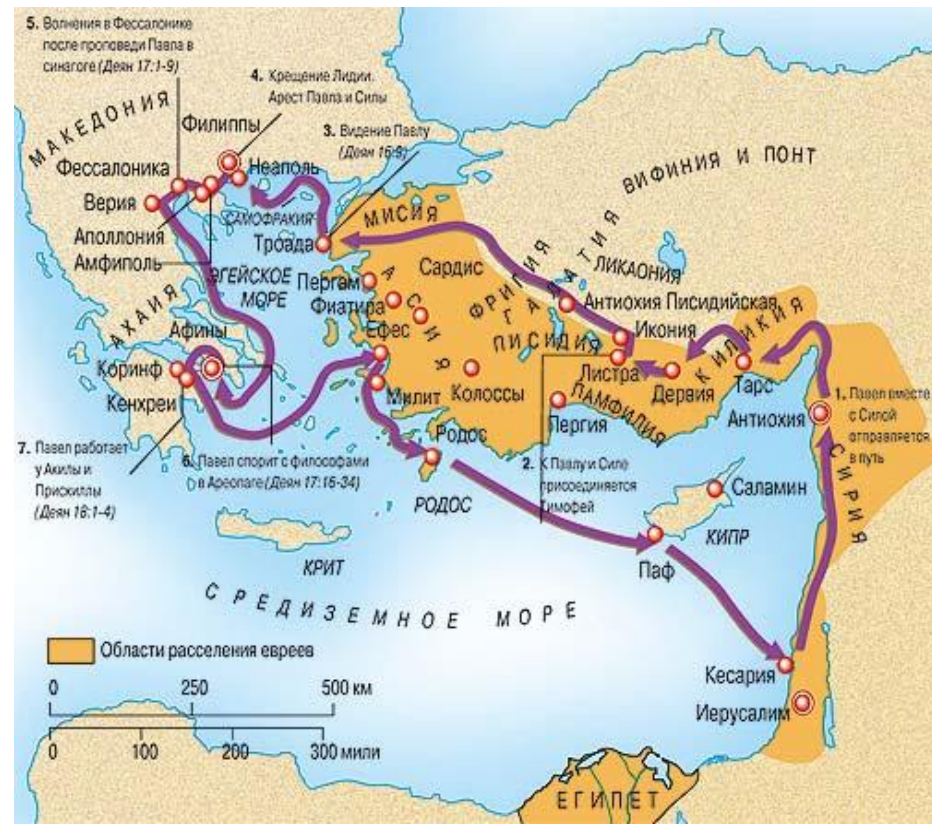 5. Волнения в Фессалонике
после проповеди Павла в
синагоге (Деян 17:1-9)
4. Крещение Лидии.
Арест Павла и Силы
3. Видение Павлу
(Деян 16:9)
МАКЕДОНИЯ
Филиппы
Неаполь
Фессалоника
Верия
Аполлония
Амфиполь
САМОФРАКИЯ
Троада
МИСИЯ
ВИФИНИЯ И ПОНТ
ЭГЕЙСКОЕ
МОРЕ
Пергам
Фиатира
Сардис
АСИЯ
ФРИГИЯ
ГАЛАТИЯ
ЛИКАОНИЯ
Антиохия Писидийская
АХАИЯ
Афины
Ефес
ПИСИДИЯ
Икония
КИЛИКИЯ
Коринф
Кенхреи
Милит
Колоссы
Листра
Дервия
Тарс
ПАМФИЛИЯ
Пергия
Антиохия
1. Павел вместе
с Силой
отправляется
в путь
СИРИЯ
7. Павел работает
у Акилы и
Прискиллы
(Деян 18:1-4)
6. Павел спорит с философами
в Ареопаге (Деян 17:16-34)
Родос
РОДОС
2. К Павлу и Силе
присоединяется
Тимофей
Саламин
КИПР
Паф
КРИТ
СРЕДИЗЕМНОЕ МОРЕ
Области расселения евреев
0 250 500 км
0 100 200 300 мили
Кесария
Иерусалим
ЕГИПЕТ